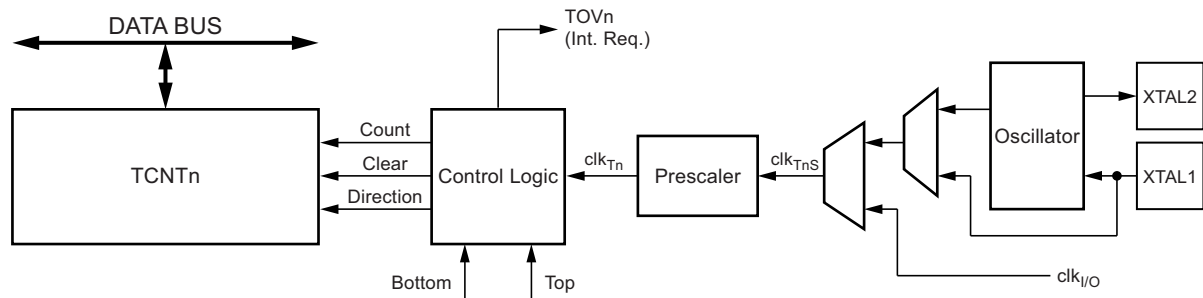 DATA BUS
TOVn
(Int. Req.)
TCNTn
Count
Clear
Direction
Control Logic
clkTn
Prescaler
clkTnS
Oscillator
XTAL2
XTAL1
Bottom
Top
clkI/O